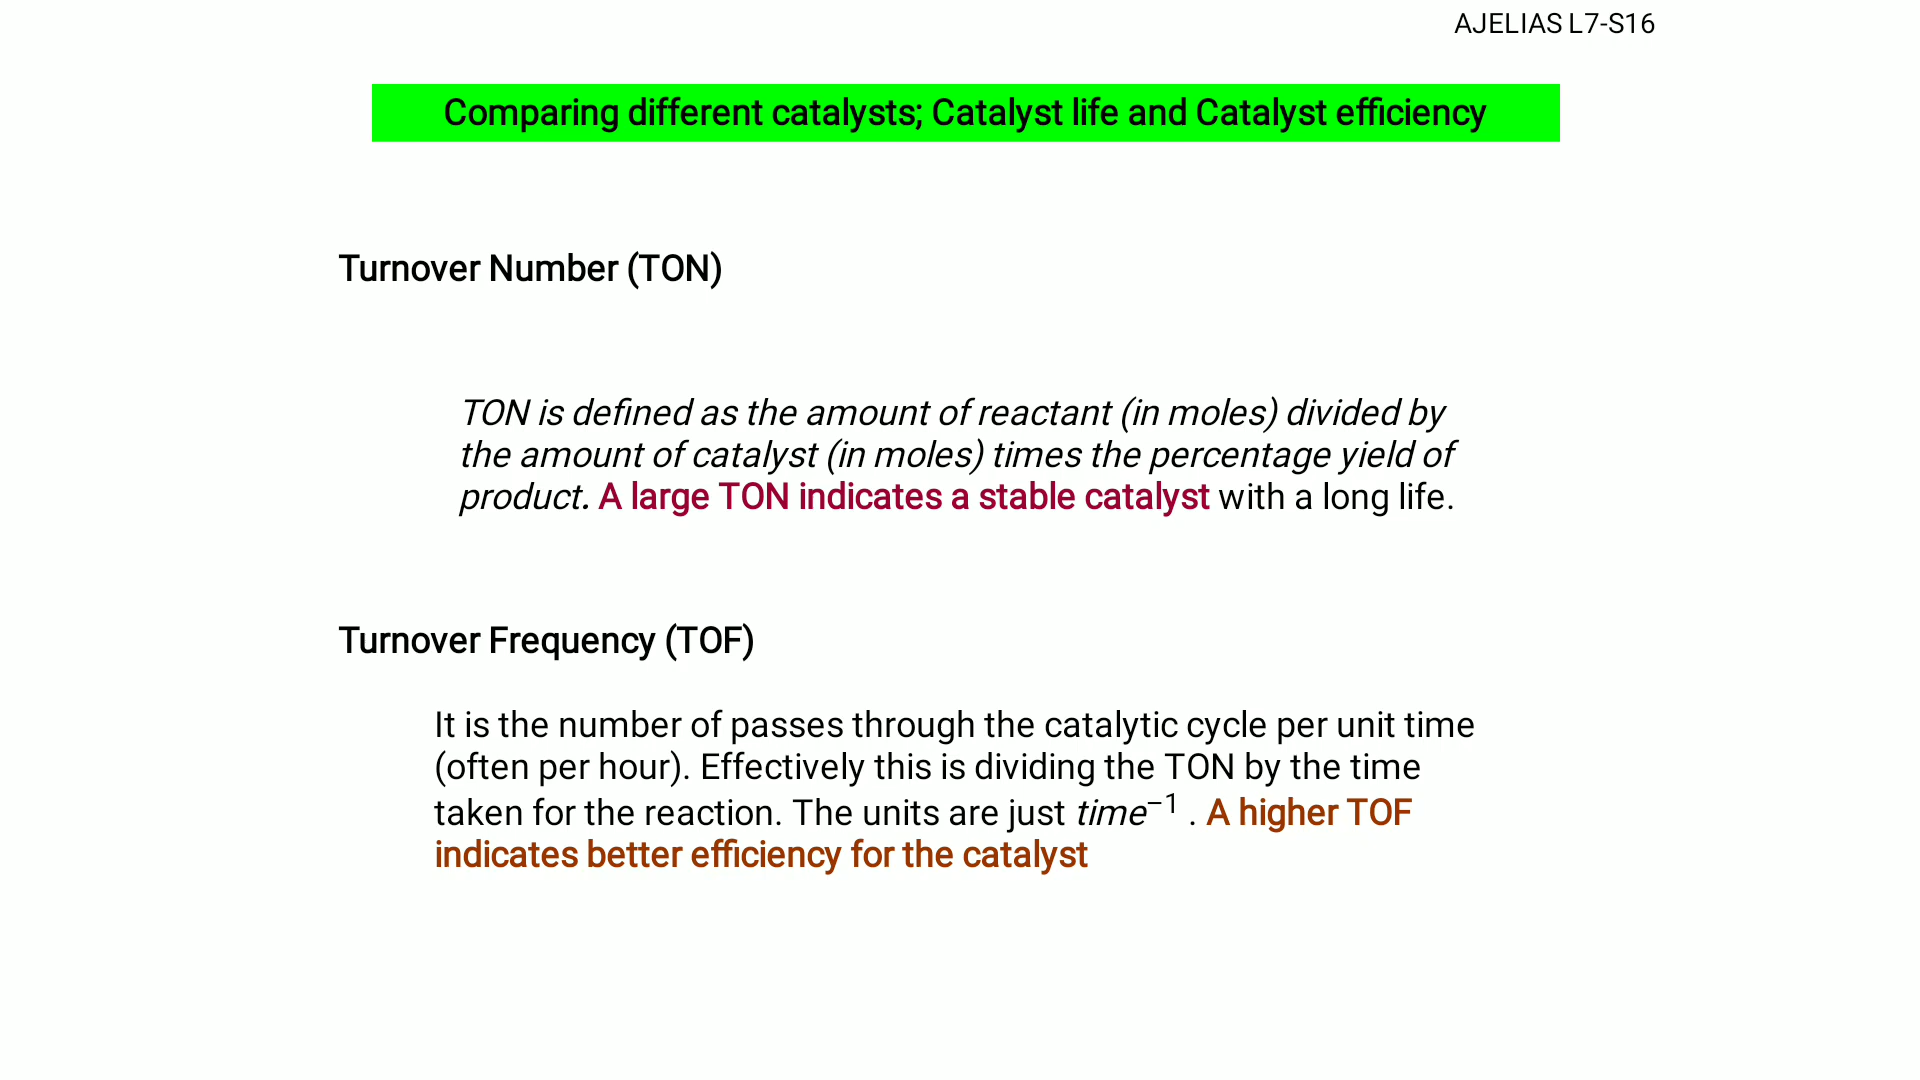 AJELIAS L7-S16
Comparing different catalysts; Catalyst life and Catalyst efficiency
Turnover Number (TON)
TON is defined as the amount of reactant (in moles) divided by
the amount of catalyst (in moles) times the percentage yield of
product. A large TON indicates a stable catalyst with a long life.
Turnover Frequency (TOF)
It is the number of passes through the catalytic cycle per unit time
(often per hour). Effectively this is dividing the TON by the time
taken for the reaction. The units are just time⁻¹ . A higher TOF
indicates better efficiency for the catalyst